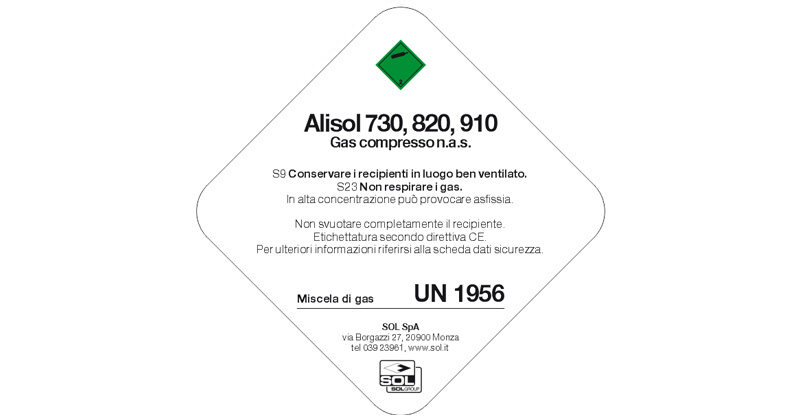 2
Alisol 730, 820, 910
Gas compresso n.a.s.
S9 Conservare i recipienti in luogo ben ventilato.
S23 Non respirare i gas.
In alta concentrazione può provocare asfissia.
Non svuotare completamente il recipiente.
Etichettatura secondo direttiva CE.
Per ulteriori informazioni riferirsi alla scheda dati sicurezza.
Miscela di gas UN 1956
SOL SpA
via Borgazzi 27, 20900 Monza
tel 039 23961, www.sol.it
SOL
SOLGROUP